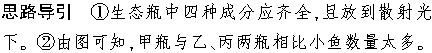 思路导引 ①生态瓶中四种成分应齐全,且放到散射光
下。②由图可知,甲瓶与乙、丙两瓶相比小鱼数量太多。